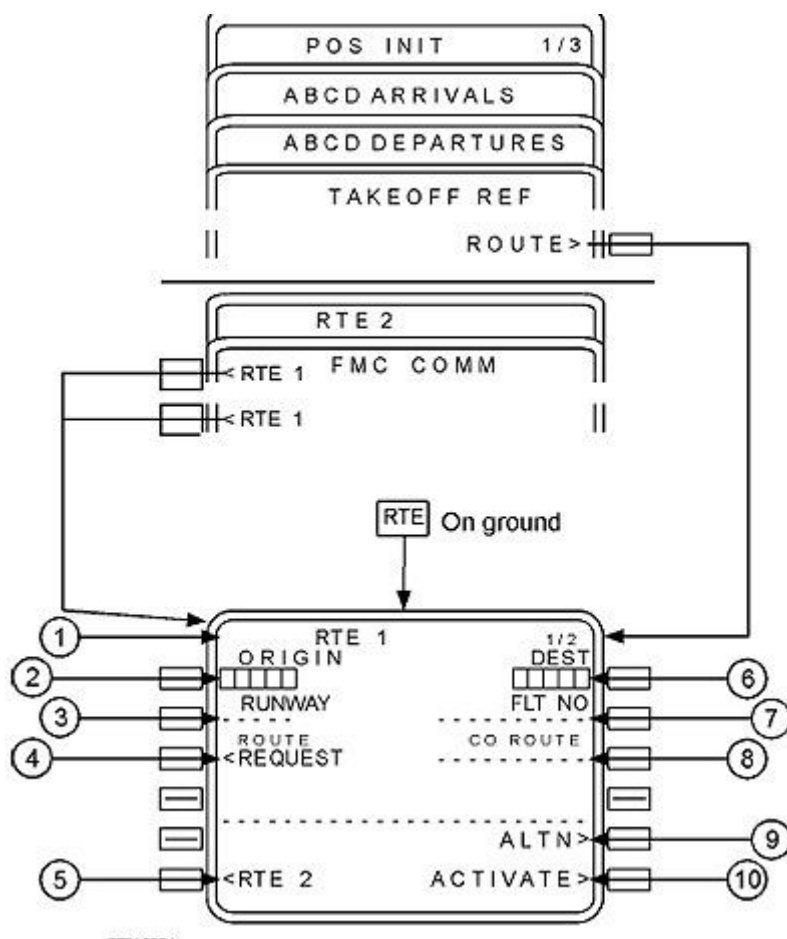 POS INIT 1/3
ABCD ARRIVALS
ABCD DEPARTURES
TAKEOFF REF
ROUTE>
RTE 2
FMC COMM
<RTE 1
<RTE 1
RTE On ground
1 RTE 1 1/2
ORIGIN DEST
2 6
RUNWAY FLT NO
3 7
ROUTE CO ROUTE
4 <REQUEST 8
ALTN> 9
5 <RTE 2 ACTIVATE> 10